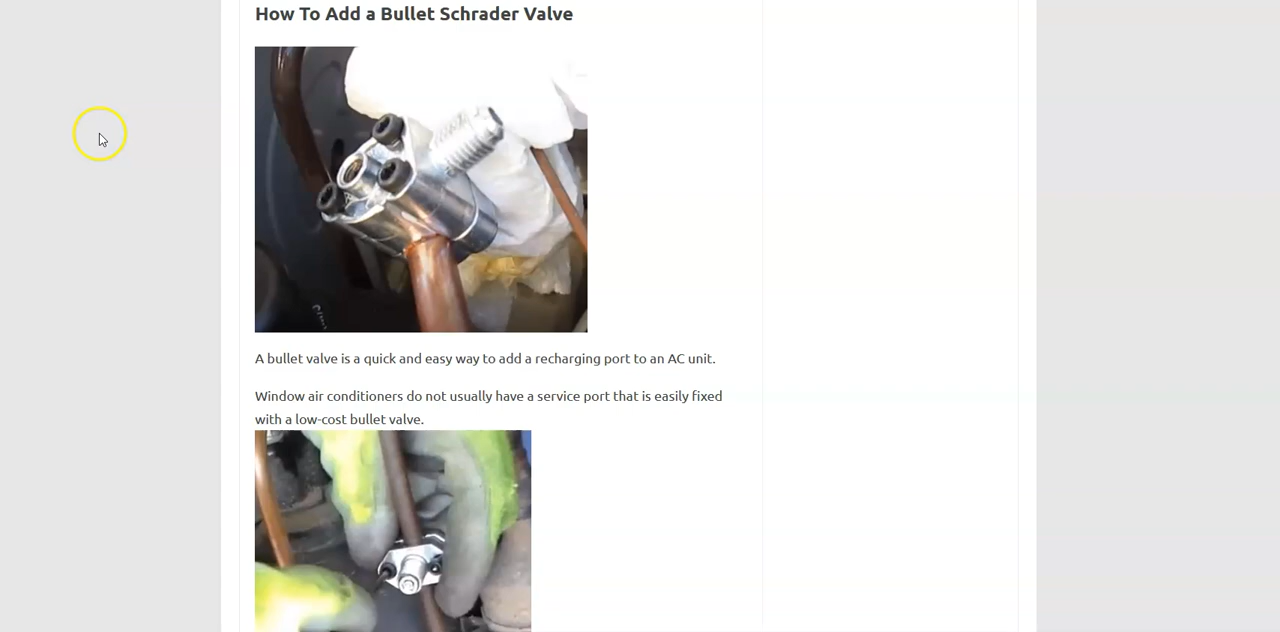 How To Add a Bullet Schrader Valve
A bullet valve is a quick and easy way to add a recharging port to an AC unit.
Window air conditioners do not usually have a service port that is easily fixed
with a low-cost bullet valve.